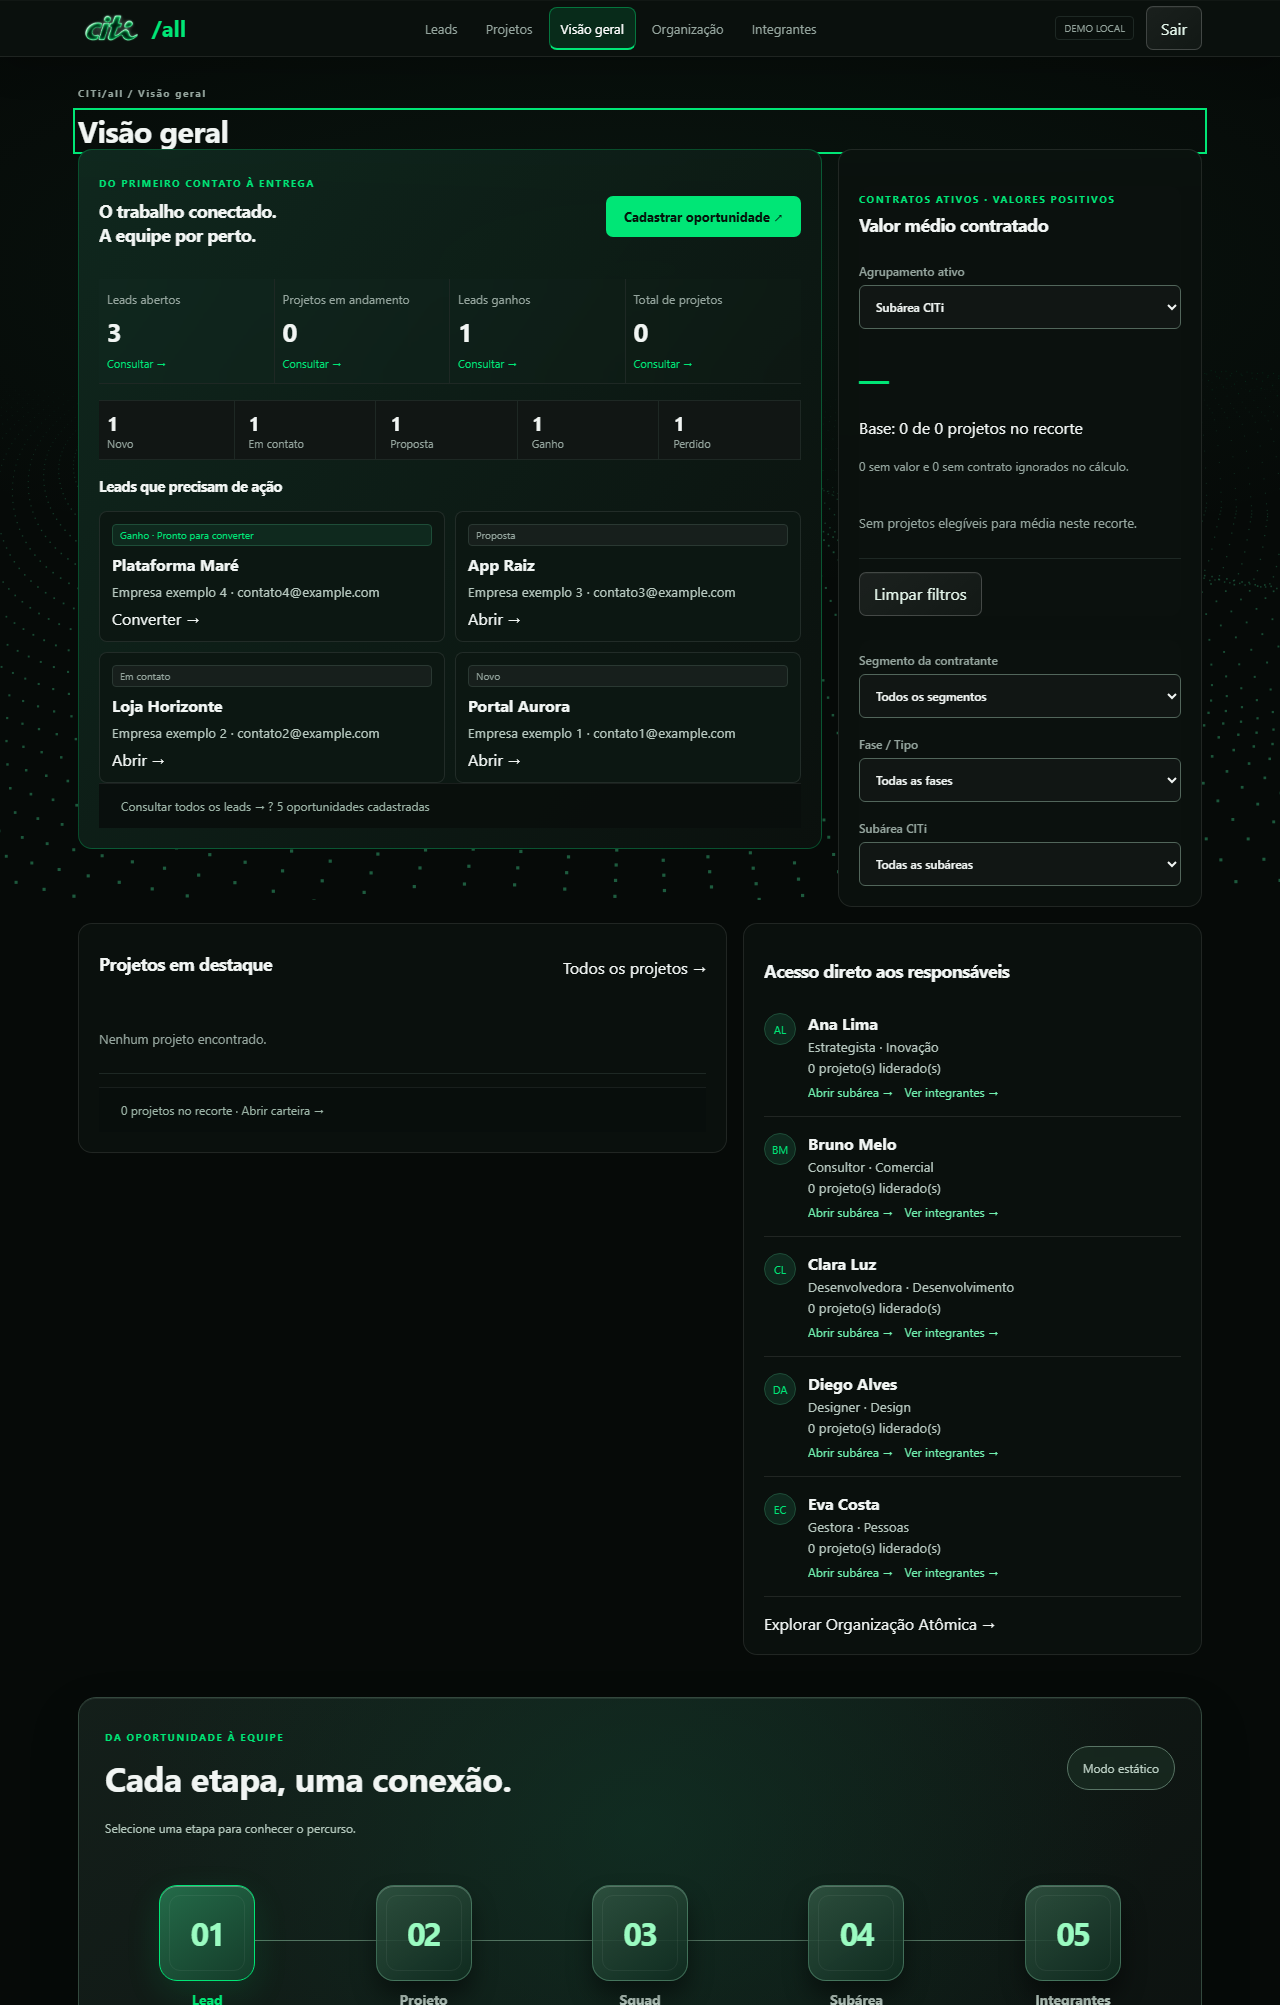 citi /all
Leads
Projetos
Visão geral
Organização
Integrantes
DEMO LOCAL
Sair
CITi/all / Visão geral
Visão geral
DO PRIMEIRO CONTATO À ENTREGA
O trabalho conectado.
A equipe por perto.
Cadastrar oportunidade ↗
Leads abertos
3
Consultar →
Projetos em andamento
0
Consultar →
Leads ganhos
1
Consultar →
Total de projetos
0
Consultar →
1
Novo
1
Em contato
1
Proposta
1
Ganho
1
Perdido
Leads que precisam de ação
Ganho · Pronto para converter
Plataforma Maré
Empresa exemplo 4 · contato4@example.com
Converter →
Proposta
App Raiz
Empresa exemplo 3 · contato3@example.com
Abrir →
Em contato
Loja Horizonte
Empresa exemplo 2 · contato2@example.com
Abrir →
Novo
Portal Aurora
Empresa exemplo 1 · contato1@example.com
Abrir →
Consultar todos os leads → ? 5 oportunidades cadastradas
CONTRATOS ATIVOS · VALORES POSITIVOS
Valor médio contratado
Agrupamento ativo
Subárea CITi
—
Base: 0 de 0 projetos no recorte
0 sem valor e 0 sem contrato ignorados no cálculo.
Sem projetos elegíveis para média neste recorte.
Limpar filtros
Segmento da contratante
Todos os segmentos
Fase / Tipo
Todas as fases
Subárea CITi
Todas as subáreas
Projetos em destaque
Todos os projetos →
Nenhum projeto encontrado.
0 projetos no recorte · Abrir carteira →
Acesso direto aos responsáveis
AL
Ana Lima
Estrategista · Inovação
0 projeto(s) liderado(s)
Abrir subárea → Ver integrantes →
BM
Bruno Melo
Consultor · Comercial
0 projeto(s) liderado(s)
Abrir subárea → Ver integrantes →
CL
Clara Luz
Desenvolvedora · Desenvolvimento
0 projeto(s) liderado(s)
Abrir subárea → Ver integrantes →
DA
Diego Alves
Designer · Design
0 projeto(s) liderado(s)
Abrir subárea → Ver integrantes →
EC
Eva Costa
Gestora · Pessoas
0 projeto(s) liderado(s)
Abrir subárea → Ver integrantes →
Explorar Organização Atômica →
DA OPORTUNIDADE À EQUIPE
Cada etapa, uma conexão.
Modo estático
Selecione uma etapa para conhecer o percurso.
01
Lead
02
Projeto
03
Squad
04
Subárea
05
Integrantes